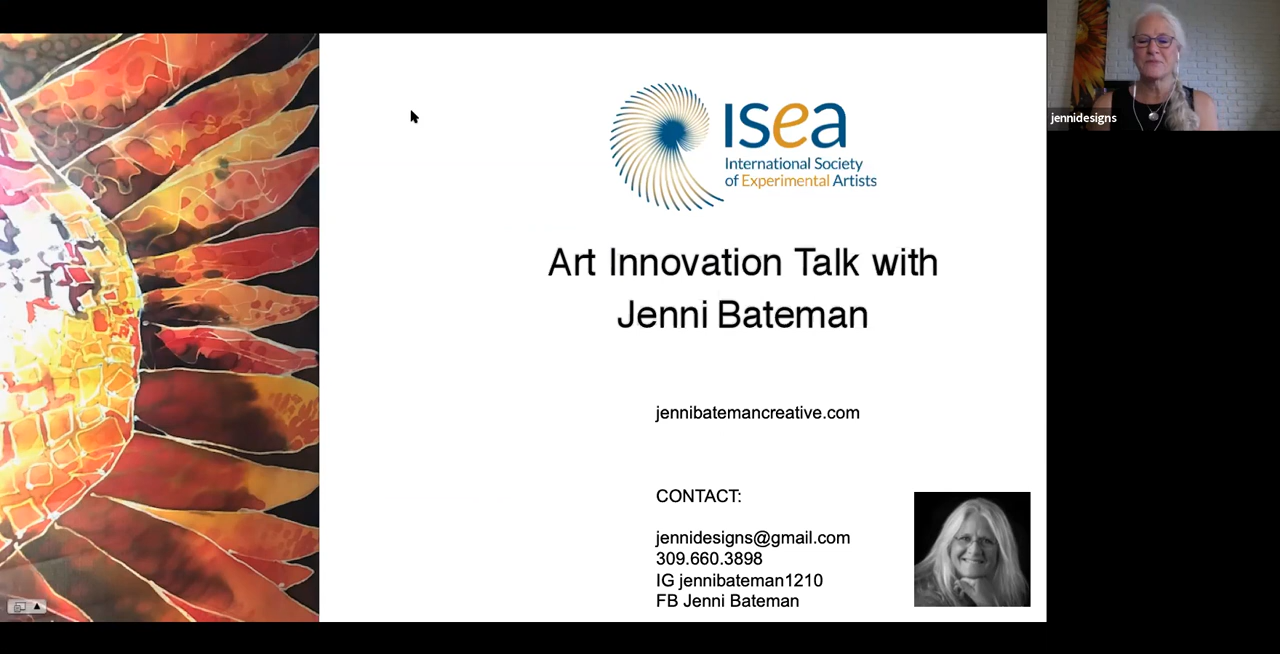 jennidesigns
ISea
International Society
of Experimental Artists
Art Innovation Talk with
Jenni Bateman
jennibatemancreative.com
CONTACT:
jennidesigns@gmail.com
309.660.3898
IG jennibateman1210
FB Jenni Bateman